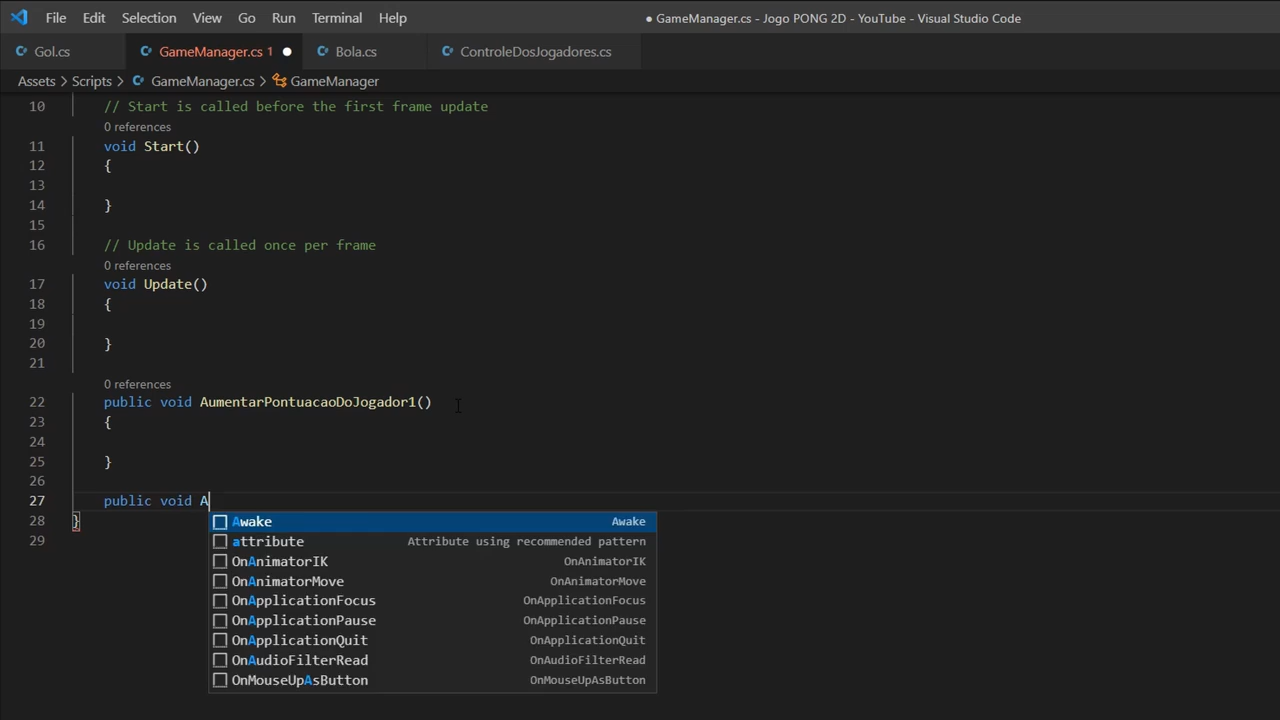 File Edit Selection View Go Run Terminal Help
● GameManager.cs - Jogo PONG 2D - YouTube - Visual Studio Code
Gol.cs
GameManager.cs 1
Bola.cs
ControleDosJogadores.cs
Assets > Scripts > GameManager.cs > GameManager
10 // Start is called before the first frame update
0 references
11 void Start()
12 {
13
14 }
15
16 // Update is called once per frame
0 references
17 void Update()
18 {
19
20 }
21
0 references
22 public void AumentarPontuacaoDoJogador1()
23 {
24
25 }
26
27 public void A
28 }
29
Awake Awake
attribute Attribute using recommended pattern
OnAnimatorIK OnAnimatorIK
OnAnimatorMove OnAnimatorMove
OnApplicationFocus OnApplicationFocus
OnApplicationPause OnApplicationPause
OnApplicationQuit OnApplicationQuit
OnAudioFilterRead OnAudioFilterRead
OnMouseUpAsButton OnMouseUpAsButton